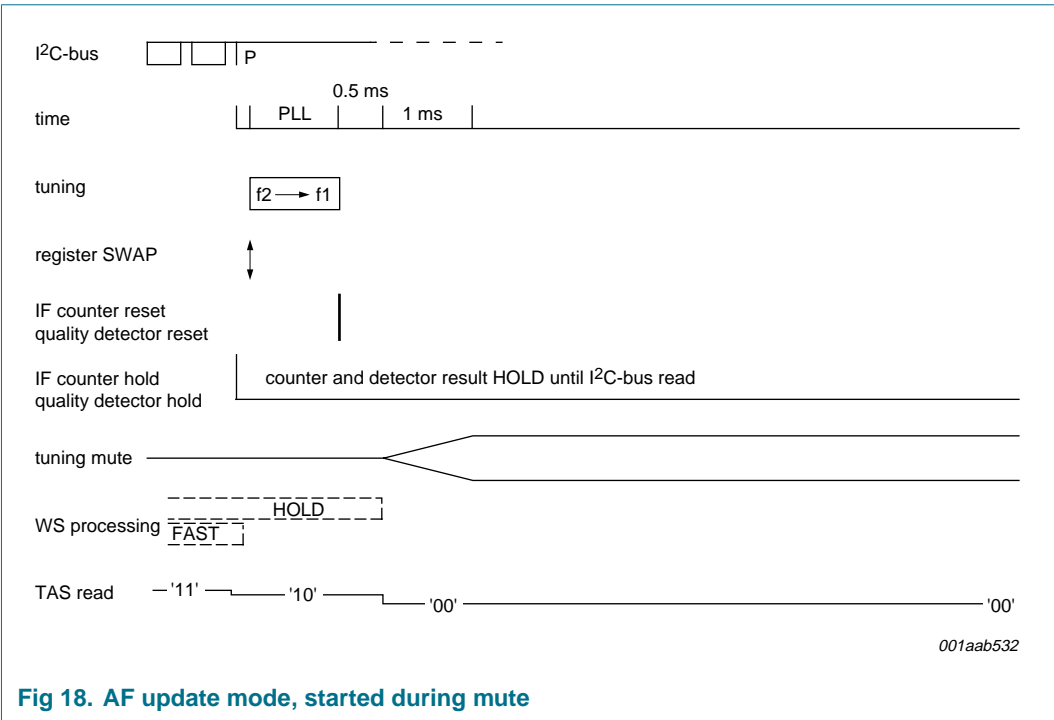 I2C-bus
P
0.5 ms
time
PLL
1 ms
tuning
f2 → f1
register SWAP
IF counter reset
quality detector reset
IF counter hold
quality detector hold
counter and detector result HOLD until I2C-bus read
tuning mute
HOLD
WS processing
FAST
TAS read
'11'
'10'
'00'
'00'
001aab532
Fig 18. AF update mode, started during mute